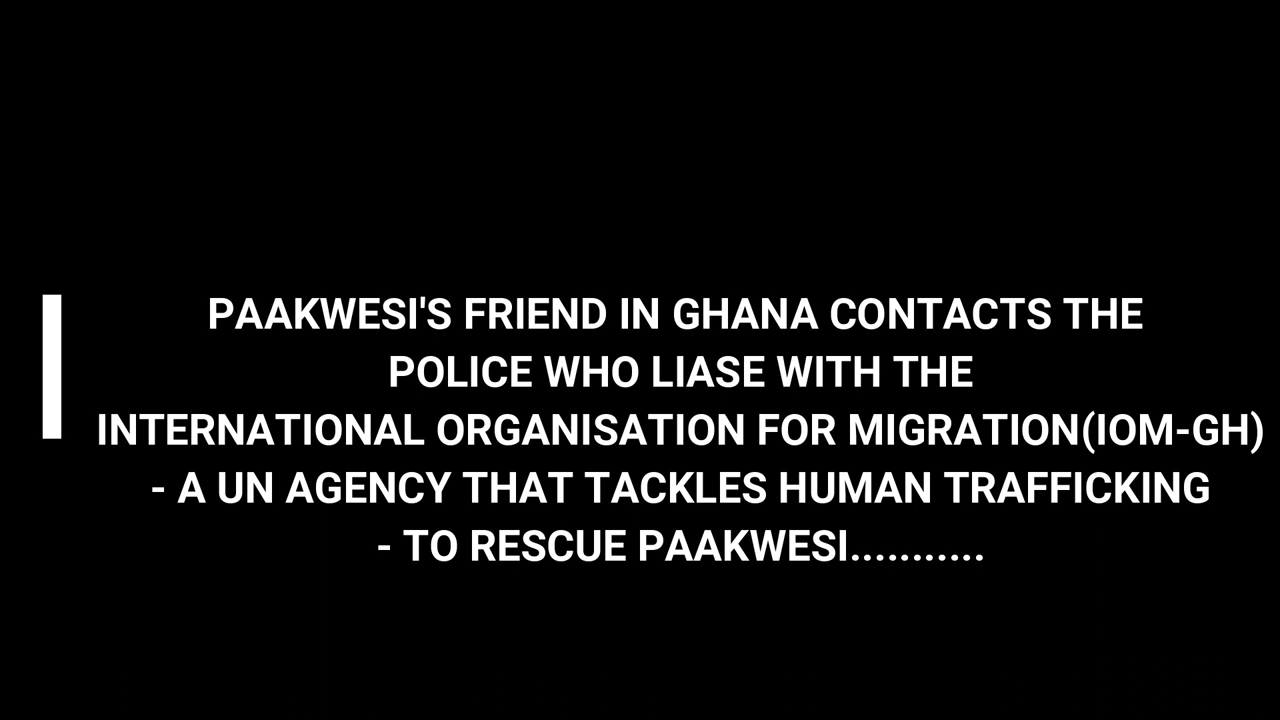 PAAKWESI'S FRIEND IN GHANA CONTACTS THE
POLICE WHO LIASE WITH THE
INTERNATIONAL ORGANISATION FOR MIGRATION(IOM-GH)
- A UN AGENCY THAT TACKLES HUMAN TRAFFICKING
- TO RESCUE PAAKWESI...........